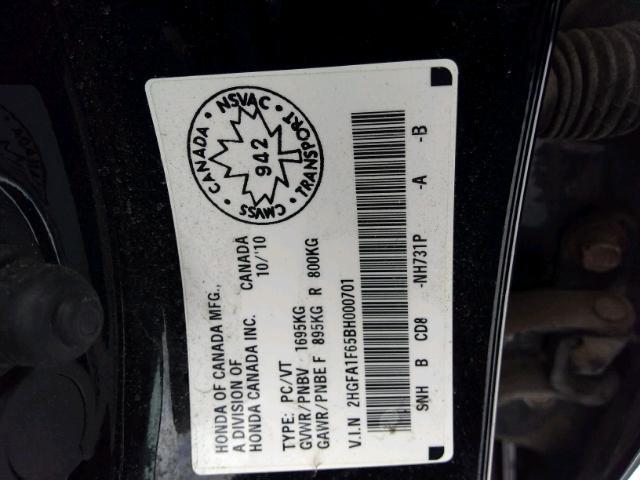 HONDA OF CANADA MFG.,
A DIVISION OF
HONDA CANADA INC. CANADA
10/'10
TYPE: PC/VT
GVWR/PNBV 1695KG
GAWR/PNBE F 895KG R 800KG
V.I.N 2HGFA1F65BH000701
SNH B CD8 -NH731P -A -B
CANADA · NSVAC · TRANSPORT · CMVSS ·
942